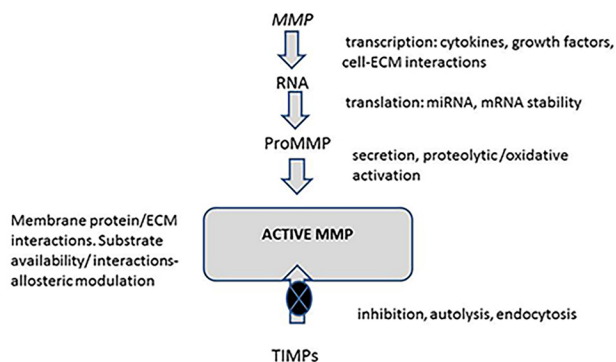 MMP
transcription: cytokines, growth factors,
cell-ECM interactions
RNA
translation: miRNA, mRNA stability
ProMMP
secretion, proteolytic/oxidative
activation
Membrane protein/ECM
interactions. Substrate
availability/ interactions-
allosteric modulation
ACTIVE MMP
inhibition, autolysis, endocytosis
TIMPs